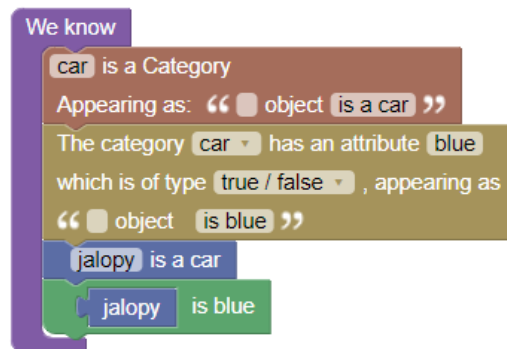 We know
car is a Category
Appearing as: “ object is a car ”
The category car has an attribute blue
which is of type true / false , appearing as
“ object is blue ”
jalopy is a car
jalopy is blue